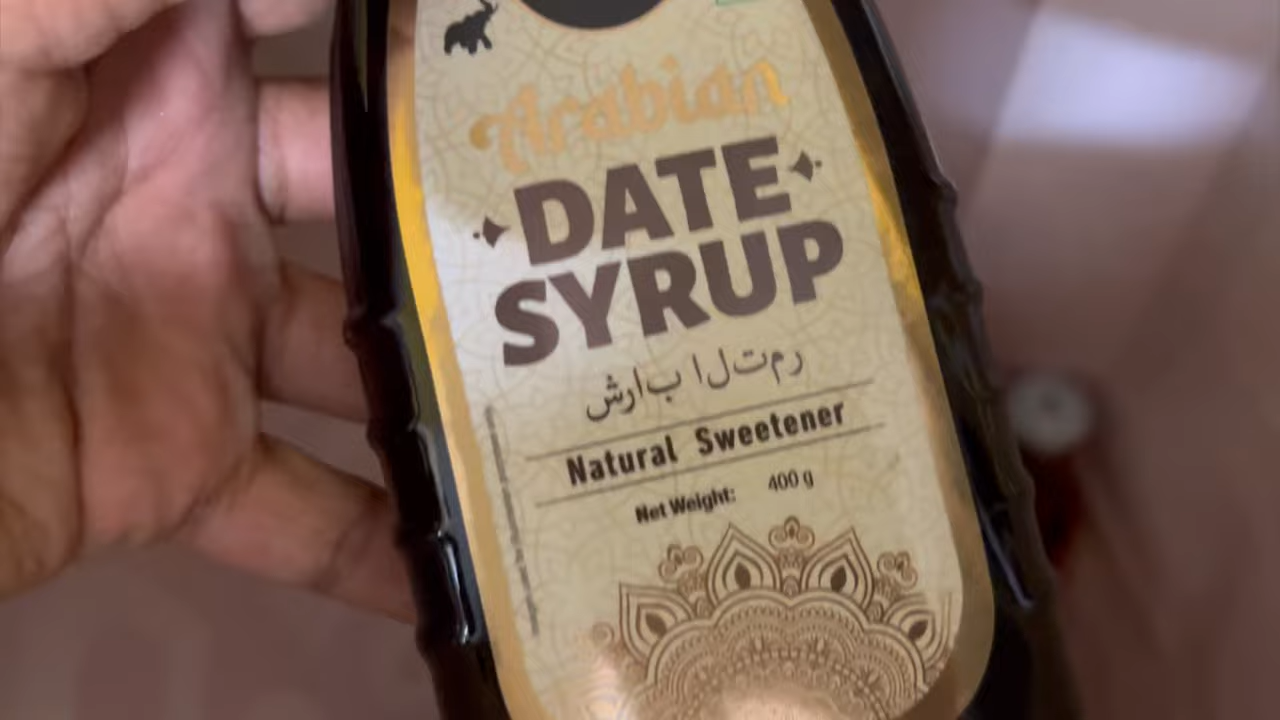 Arabian
DATE
SYRUP
رمتلا بارش
Natural Sweetener
Net Weight: 400 g